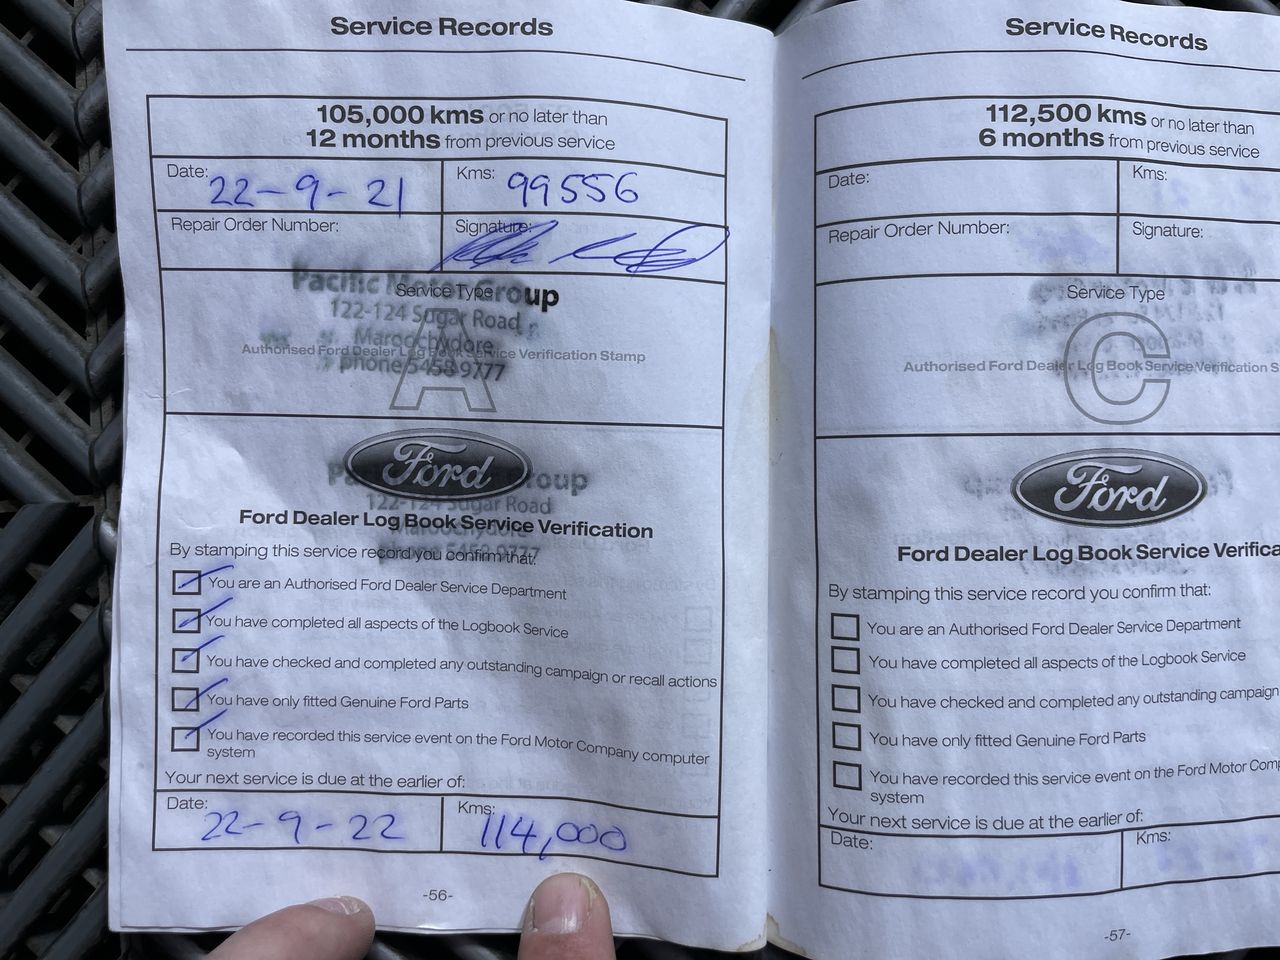 Service Records
105,000 kms or no later than
12 months from previous service
Date: 22-9-21
Kms: 99556
Repair Order Number:
Signature:
Service Type
Pacific Motor Group
122-124 Sugar Road
Maroochydore
phone 5458 9777
A
Authorised Ford Dealer Log Book Service Verification Stamp
Ford
Group
122-124 Sugar Road
Maroochydore
phone 5458 9777
Ford Dealer Log Book Service Verification
By stamping this service record you confirm that:
You are an Authorised Ford Dealer Service Department
You have completed all aspects of the Logbook Service
You have checked and completed any outstanding campaign or recall actions
You have only fitted Genuine Ford Parts
You have recorded this service event on the Ford Motor Company computer
system
Your next service is due at the earlier of:
Date: 22-9-22
Kms: 114,000
-56-
Service Records
112,500 kms or no later than
6 months from previous service
Date:
Kms:
Repair Order Number:
Signature:
Service Type
C
Authorised Ford Dealer Log Book Service Verification S
Ford
Ford Dealer Log Book Service Verifica
By stamping this service record you confirm that:
You are an Authorised Ford Dealer Service Department
You have completed all aspects of the Logbook Service
You have checked and completed any outstanding campaign
You have only fitted Genuine Ford Parts
You have recorded this service event on the Ford Motor Comp
system
Your next service is due at the earlier of:
Date:
Kms:
-57-